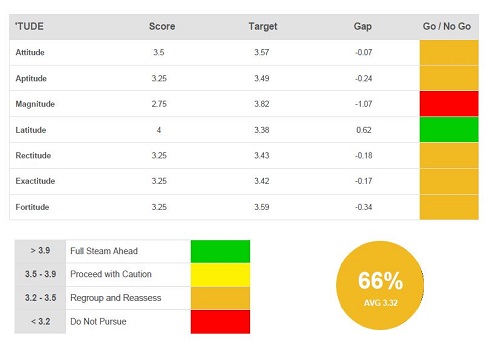 'TUDE Score Target Gap Go / No Go
Attitude 3.5 3.57 -0.07
Aptitude 3.25 3.49 -0.24
Magnitude 2.75 3.82 -1.07
Latitude 4 3.38 0.62
Rectitude 3.25 3.43 -0.18
Exactitude 3.25 3.42 -0.17
Fortitude 3.25 3.59 -0.34
> 3.9 Full Steam Ahead
3.5 - 3.9 Proceed with Caution
3.2 - 3.5 Regroup and Reassess
< 3.2 Do Not Pursue
66%
AVG 3.32